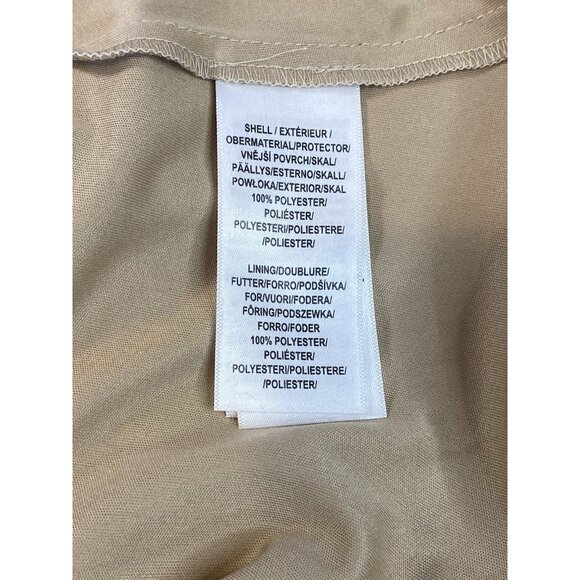 SHELL / EXTÉRIEUR /
OBERMATERIAL/PROTECTOR/
VNĚJŠÍ POVRCH/SKAL/
PÄÄLLYS/ESTERNO/SKALL/
POWŁOKA/EXTERIOR/SKAL
100% POLYESTER/
POLIÉSTER/
POLYESTERI/POLIESTERE/
/POLIESTER/
LINING/DOUBLURE/
FUTTER/FORRO/PODŠÍVKA/
FOR/VUORI/FODERA/
FÔRING/PODSZEWKA/
FORRO/FODER
100% POLYESTER/
POLIÉSTER/
POLYESTERI/POLIESTERE/
/POLIESTER/